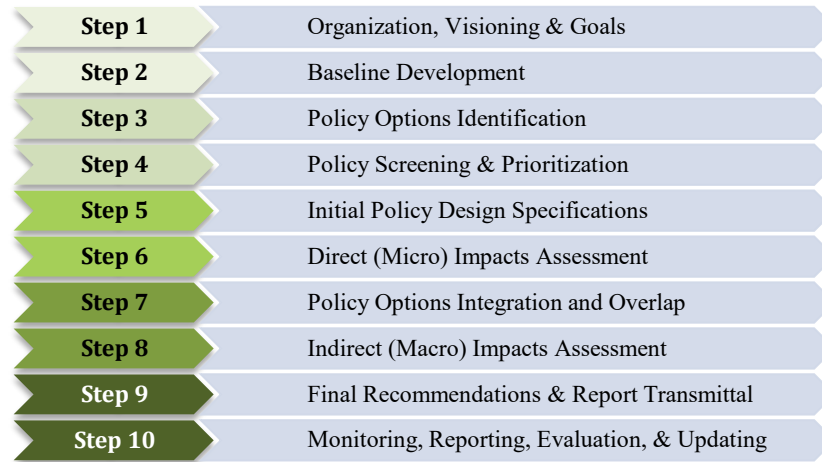 Step 1 Organization, Visioning & Goals
Step 2 Baseline Development
Step 3 Policy Options Identification
Step 4 Policy Screening & Prioritization
Step 5 Initial Policy Design Specifications
Step 6 Direct (Micro) Impacts Assessment
Step 7 Policy Options Integration and Overlap
Step 8 Indirect (Macro) Impacts Assessment
Step 9 Final Recommendations & Report Transmittal
Step 10 Monitoring, Reporting, Evaluation, & Updating